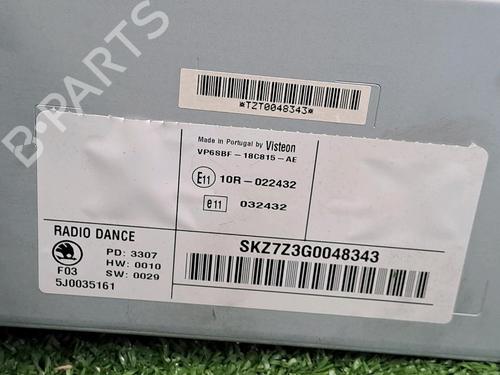 B-PARTS
*TZT0048343*
Made in Portugal by Visteon
VP6SBF-18C815-AE
E11 10R-022432
e11 032432
RADIO DANCE
PD: 3307
HW: 0010
F03 SW: 0029
5J0035161
SKZ7Z3G0048343